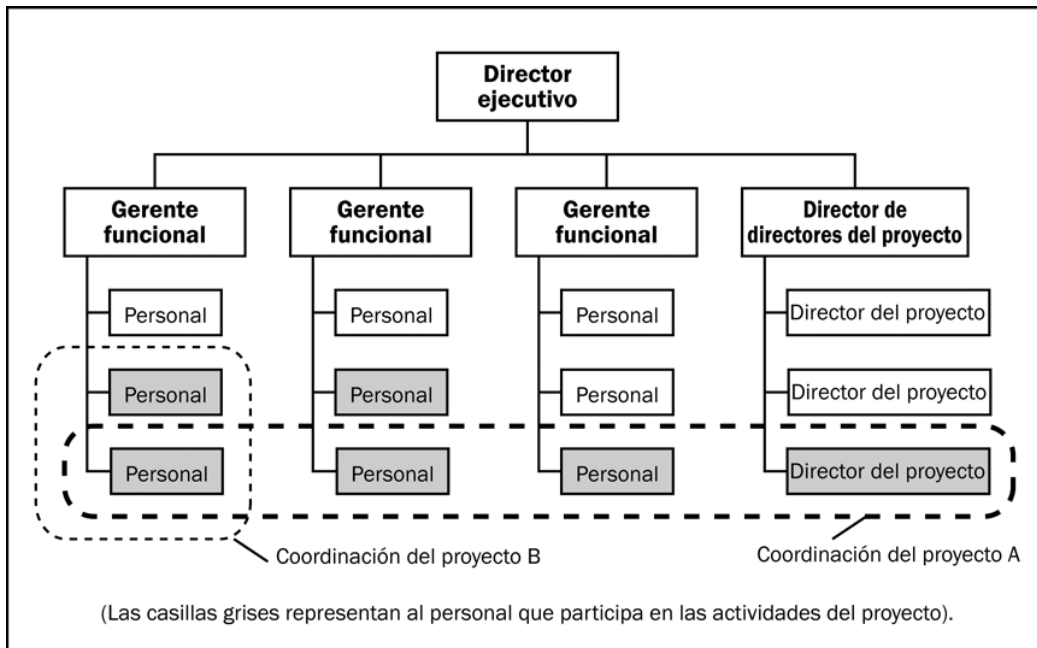 Director
ejecutivo
Gerente
funcional
Gerente
funcional
Gerente
funcional
Director de
directores del proyecto
Personal
Personal
Personal
Director del proyecto
Personal
Personal
Personal
Director del proyecto
Personal
Personal
Personal
Director del proyecto
Coordinación del proyecto B
Coordinación del proyecto A
(Las casillas grises representan al personal que participa en las actividades del proyecto).